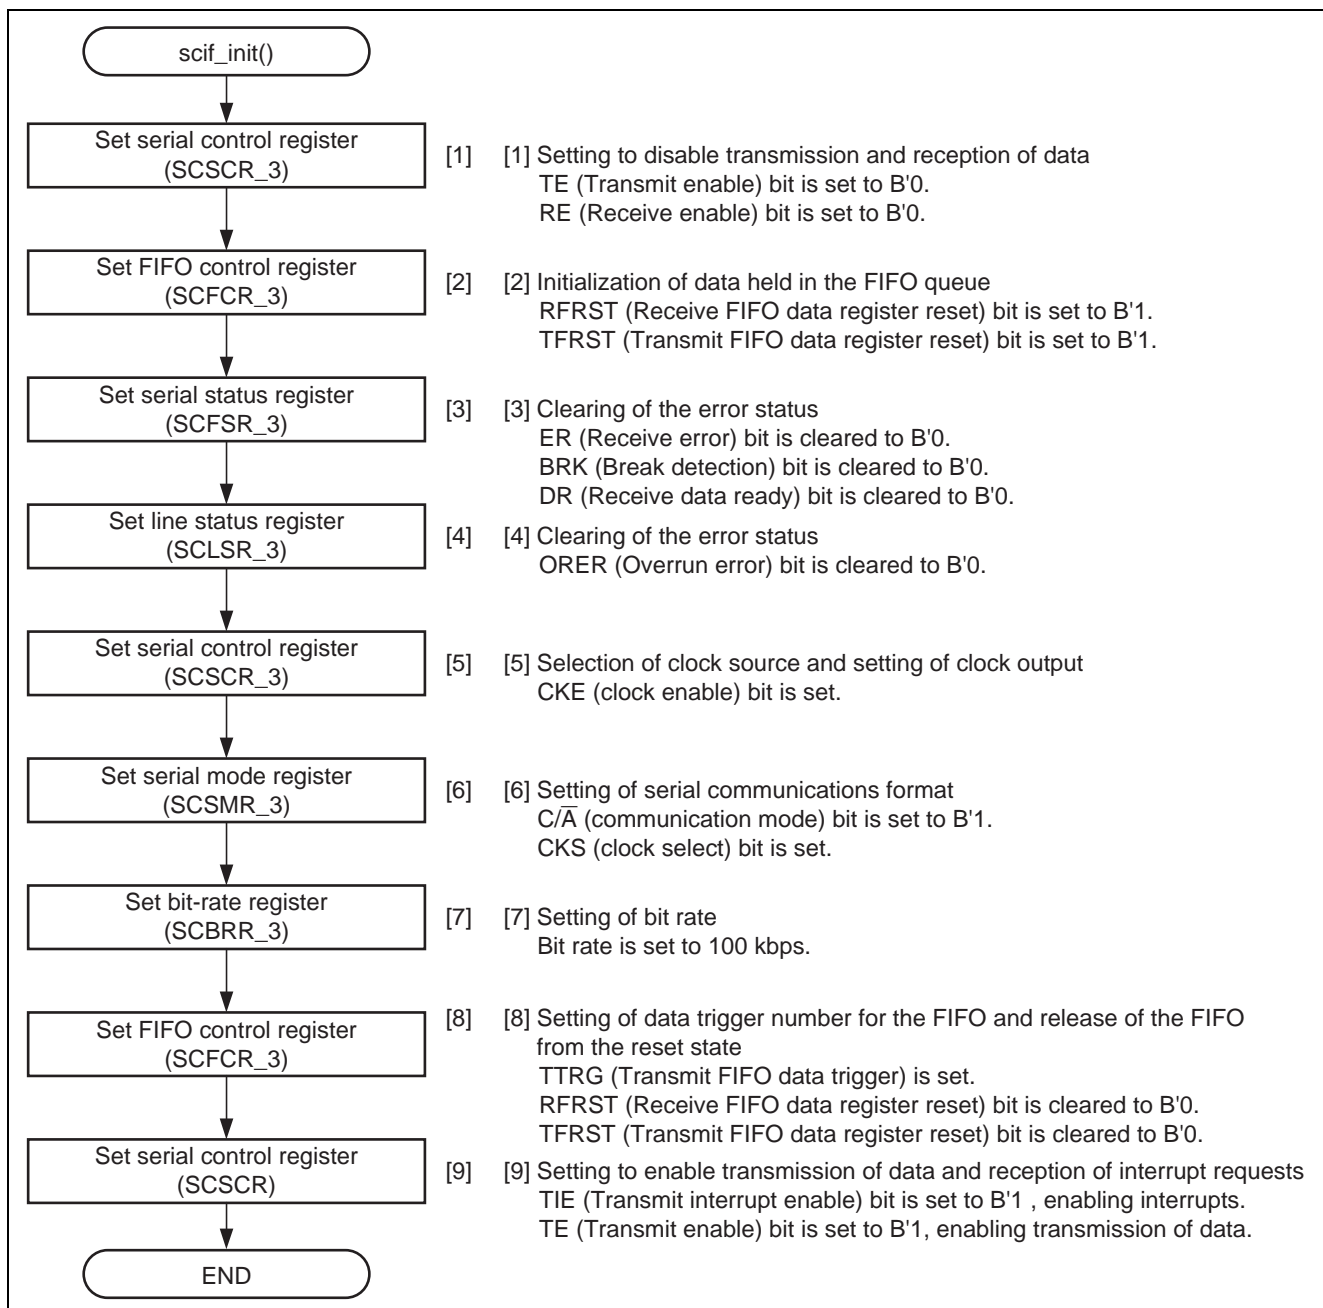 scif_init()
Set serial control register
(SCSCR_3)
[1] [1] Setting to disable transmission and reception of data
TE (Transmit enable) bit is set to B'0.
RE (Receive enable) bit is set to B'0.
Set FIFO control register
(SCFCR_3)
[2] [2] Initialization of data held in the FIFO queue
RFRST (Receive FIFO data register reset) bit is set to B'1.
TFRST (Transmit FIFO data register reset) bit is set to B'1.
Set serial status register
(SCFSR_3)
[3] [3] Clearing of the error status
ER (Receive error) bit is cleared to B'0.
BRK (Break detection) bit is cleared to B'0.
DR (Receive data ready) bit is cleared to B'0.
Set line status register
(SCLSR_3)
[4] [4] Clearing of the error status
ORER (Overrun error) bit is cleared to B'0.
Set serial control register
(SCSCR_3)
[5] [5] Selection of clock source and setting of clock output
CKE (clock enable) bit is set.
Set serial mode register
(SCSMR_3)
[6] [6] Setting of serial communications format
C/A̅ (communication mode) bit is set to B'1.
CKS (clock select) bit is set.
Set bit-rate register
(SCBRR_3)
[7] [7] Setting of bit rate
Bit rate is set to 100 kbps.
Set FIFO control register
(SCFCR_3)
[8] [8] Setting of data trigger number for the FIFO and release of the FIFO
from the reset state
TTRG (Transmit FIFO data trigger) is set.
RFRST (Receive FIFO data register reset) bit is cleared to B'0.
TFRST (Transmit FIFO data register reset) bit is cleared to B'0.
Set serial control register
(SCSCR)
[9] [9] Setting to enable transmission of data and reception of interrupt requests
TIE (Transmit interrupt enable) bit is set to B'1 , enabling interrupts.
TE (Transmit enable) bit is set to B'1, enabling transmission of data.
END